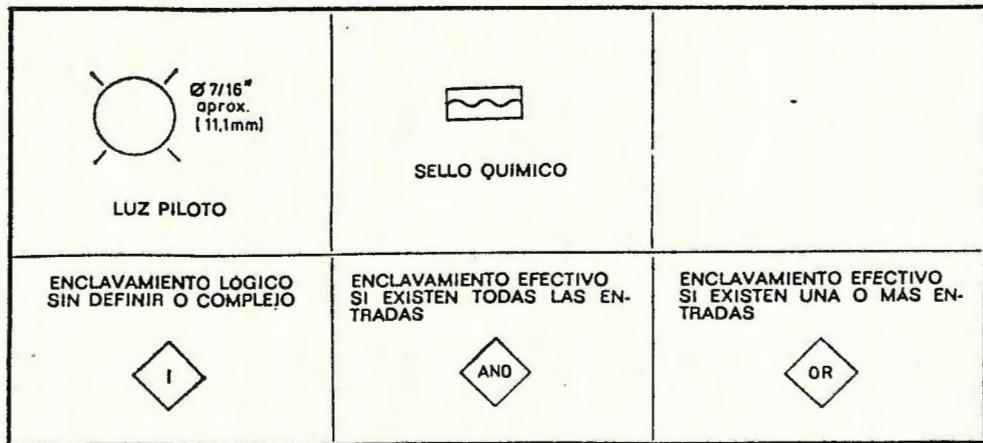 Ø 7/16"
aprox.
(11,1mm)
LUZ PILOTO
SELLO QUIMICO
ENCLAVAMIENTO LÓGICO
SIN DEFINIR O COMPLEJO
I
ENCLAVAMIENTO EFECTIVO
SI EXISTEN TODAS LAS EN-
TRADAS
AND
ENCLAVAMIENTO EFECTIVO
SI EXISTEN UNA O MÁS EN-
TRADAS
OR